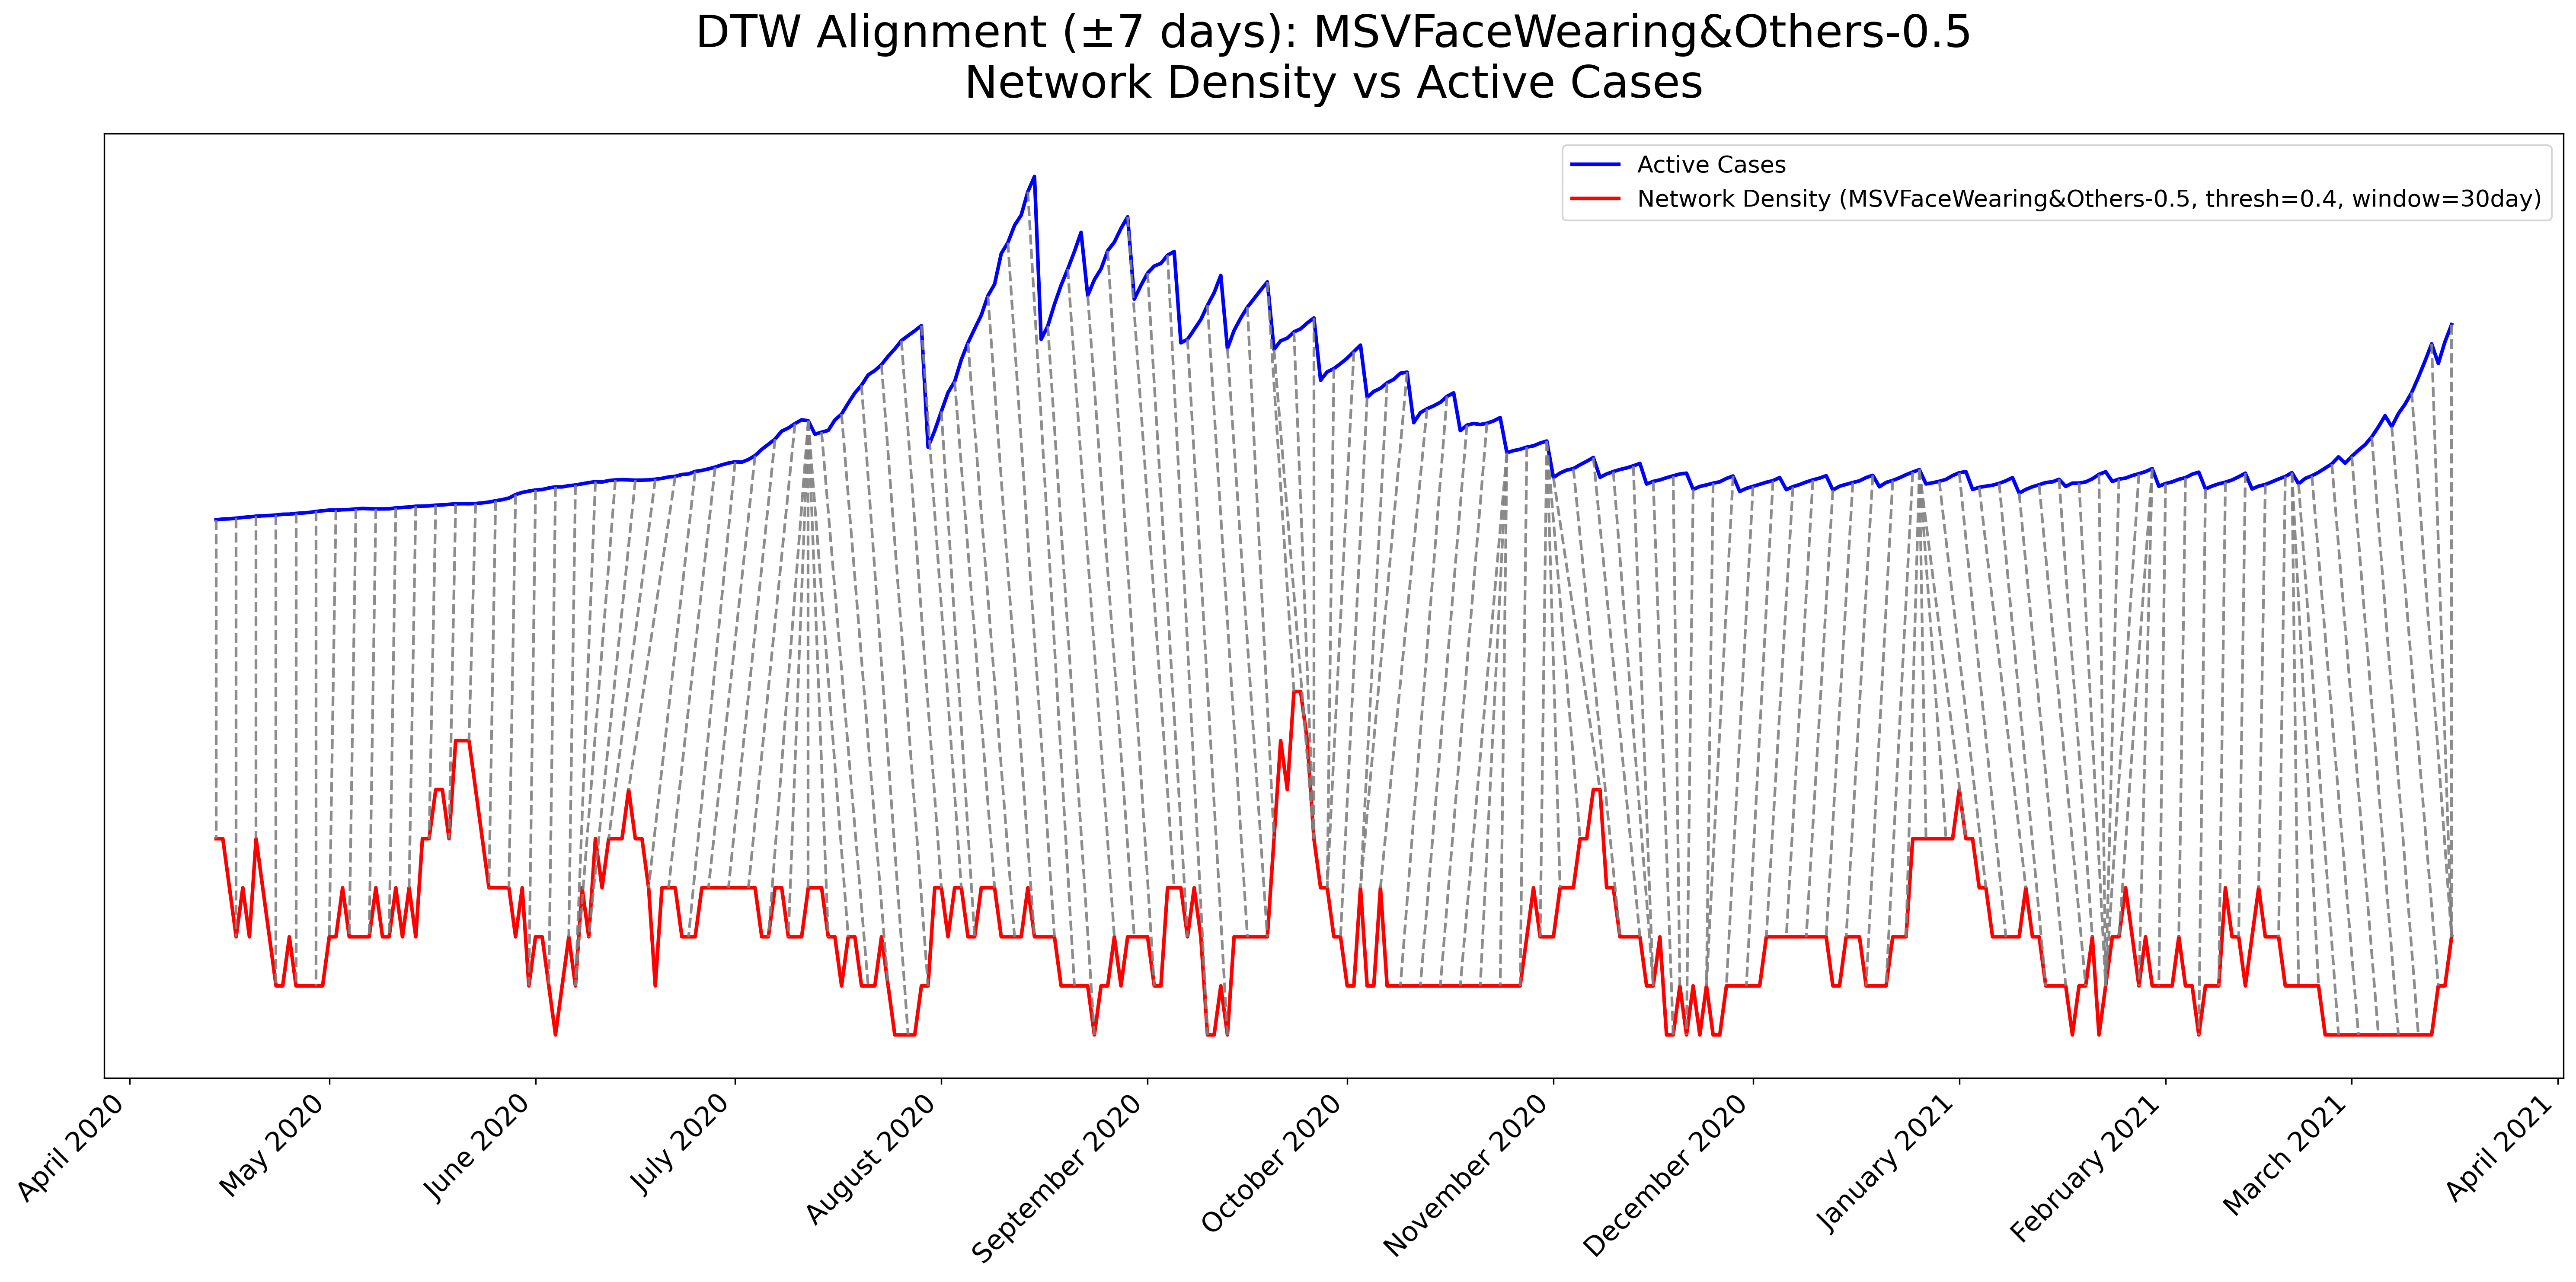 DTW Alignment (±7 days): MSVFaceWearing&Others-0.5
Network Density vs Active Cases
Active Cases
Network Density (MSVFaceWearing&Others-0.5, thresh=0.4, window=30day)
April 2020
May 2020
June 2020
July 2020
August 2020
September 2020
October 2020
November 2020
December 2020
January 2021
February 2021
March 2021
April 2021